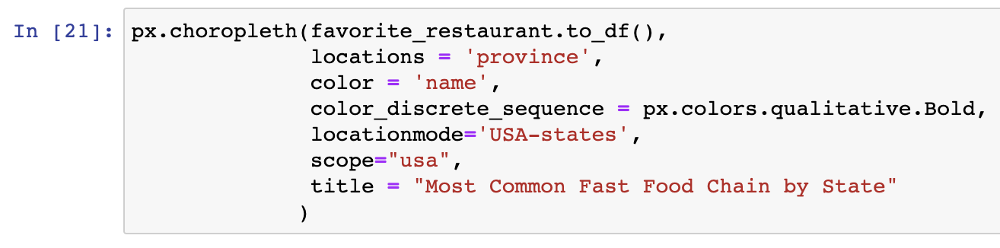 In [21]: px.choropleth(favorite_restaurant.to_df(),
locations = 'province',
color = 'name',
color_discrete_sequence = px.colors.qualitative.Bold,
locationmode='USA-states',
scope="usa",
title = "Most Common Fast Food Chain by State"
)